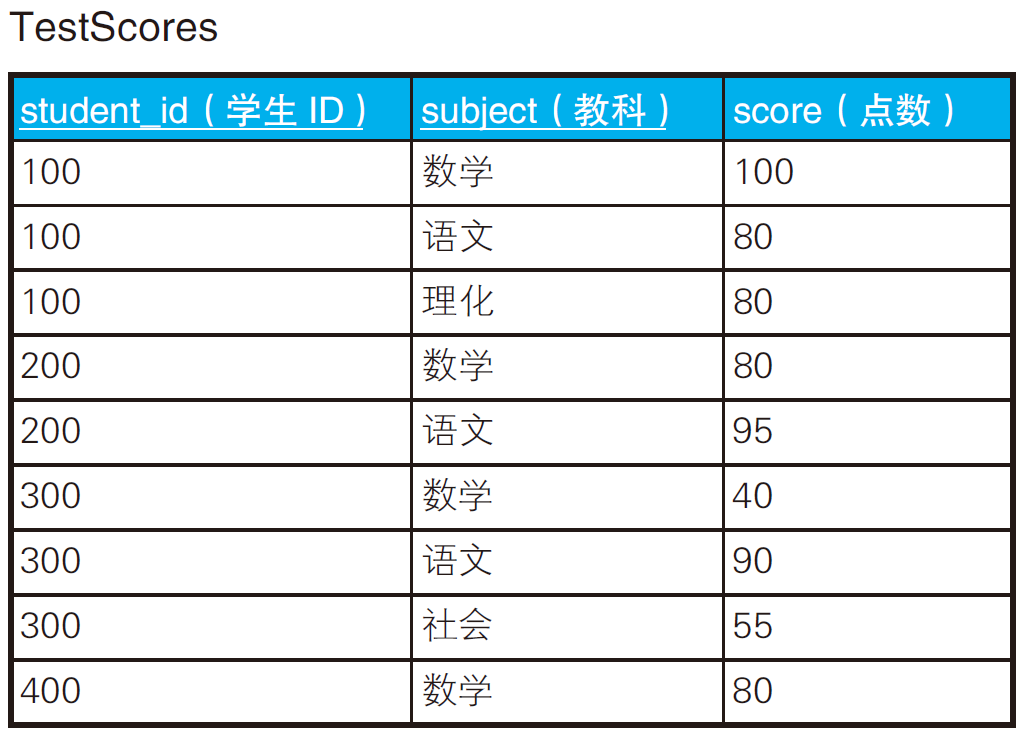 TestScores
student_id（学生 ID） subject（教科） score（点数）
100 数学 100
100 语文 80
100 理化 80
200 数学 80
200 语文 95
300 数学 40
300 语文 90
300 社会 55
400 数学 80